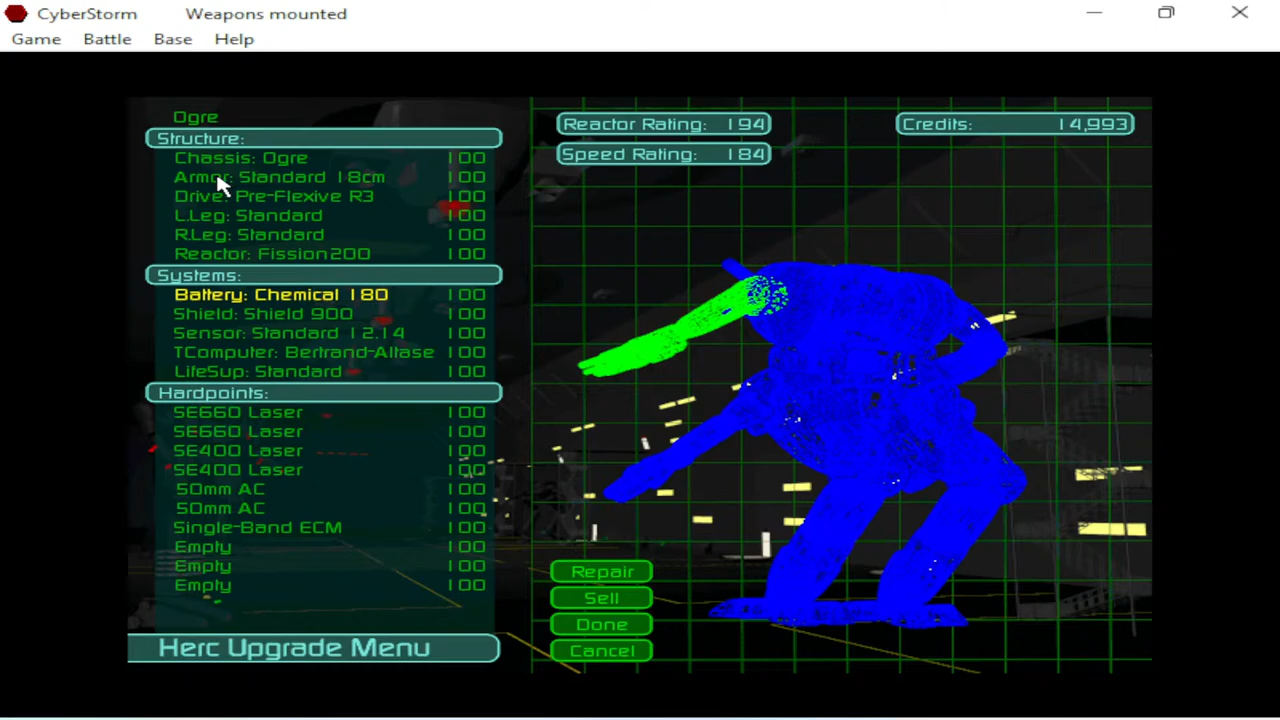 CyberStorm Weapons mounted
Game Battle Base Help
Ogre
Structure:
Chassis: Ogre 100
Armor: Standard 18cm 100
Drive: Pre-Flexive R3 100
L.Leg: Standard 100
R.Leg: Standard 100
Reactor: Fission200 100
Systems:
Battery: Chemical 180 100
Shield: Shield 900 100
Sensor: Standard 12.14 100
TComputer: Bertrand-Allase 100
LifeSup: Standard 100
Hardpoints:
SE660 Laser 100
SE660 Laser 100
SE400 Laser 100
SE400 Laser 100
50mm AC 100
50mm AC 100
Single-Band ECM 100
Empty 100
Empty 100
Empty 100
Herc Upgrade Menu
Reactor Rating: 194
Speed Rating: 184
Credits: 14,993
Repair
Sell
Done
Cancel